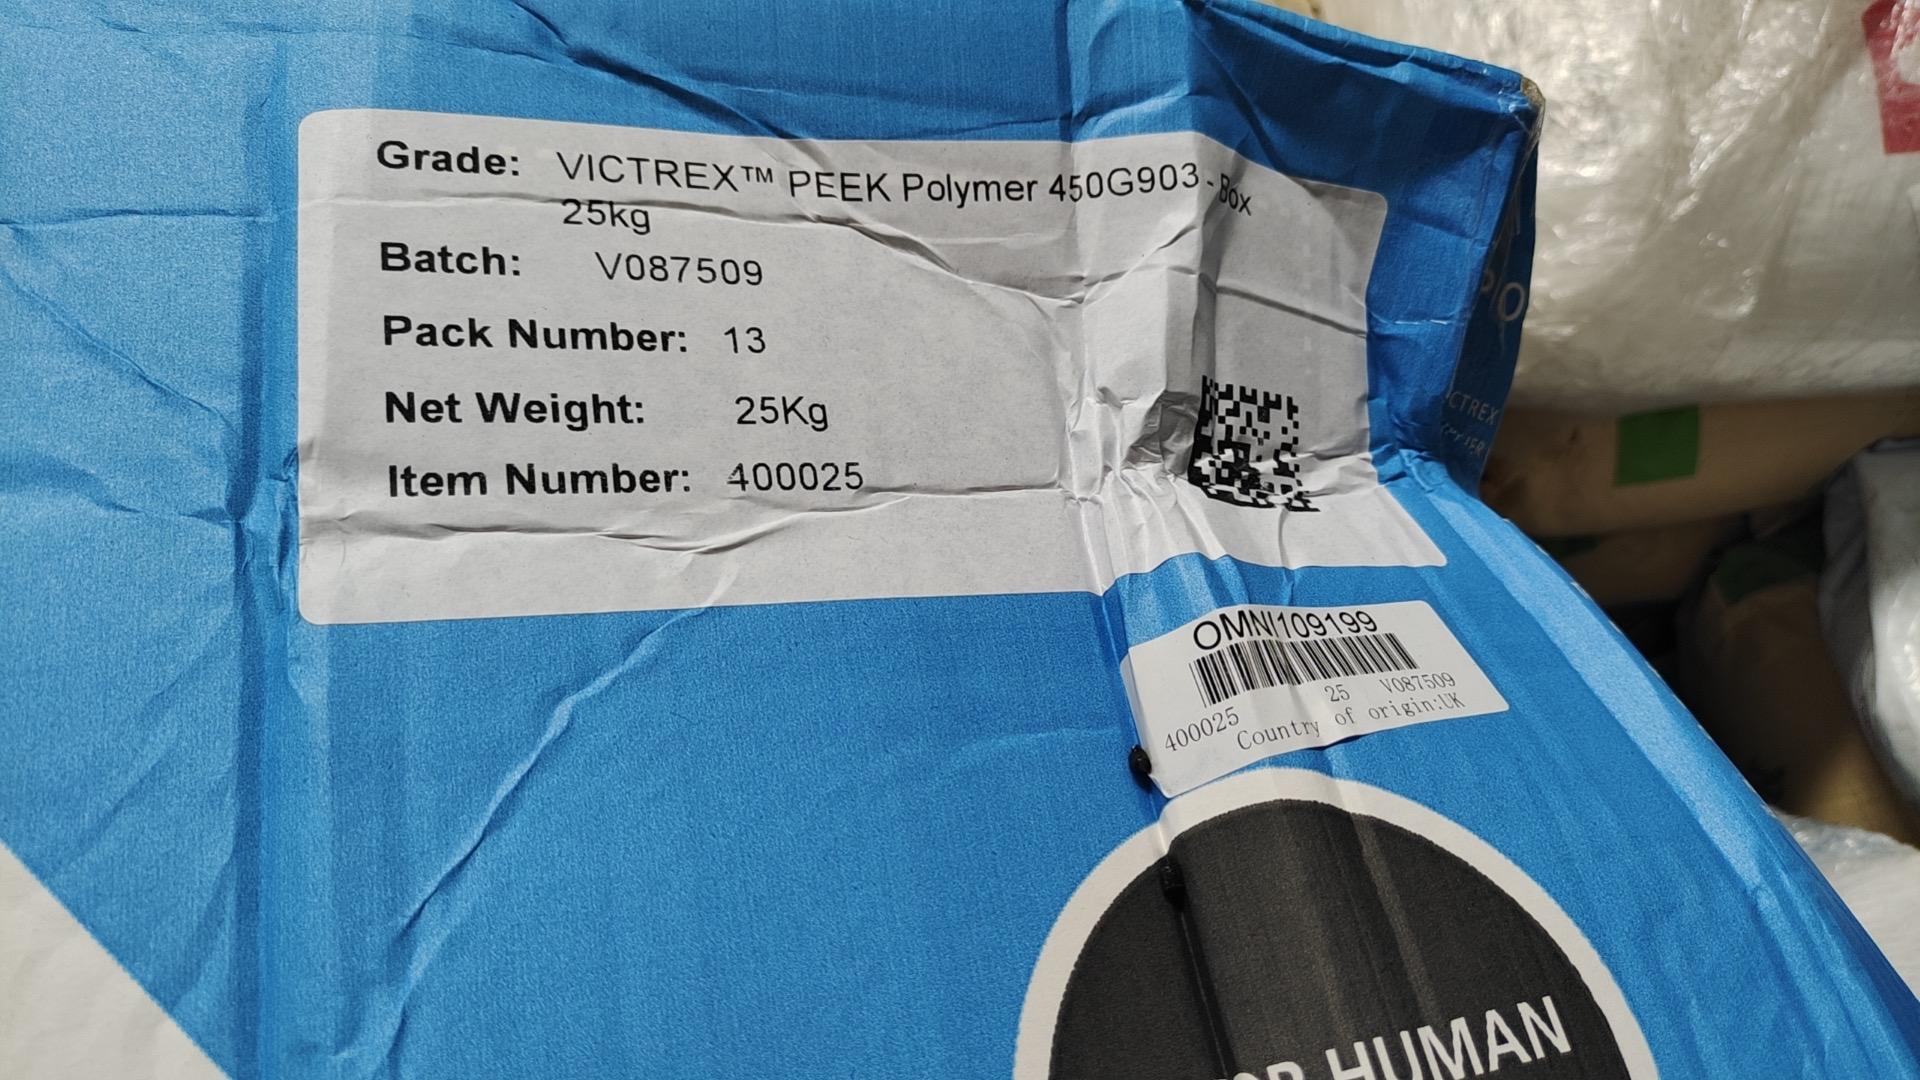 Grade: VICTREX™ PEEK Polymer 450G903 - Box
25kg
Batch: V087509
Pack Number: 13
Net Weight: 25Kg
Item Number: 400025
OMNI109199
400025 25 V087509
Country of origin:UK
HUMAN